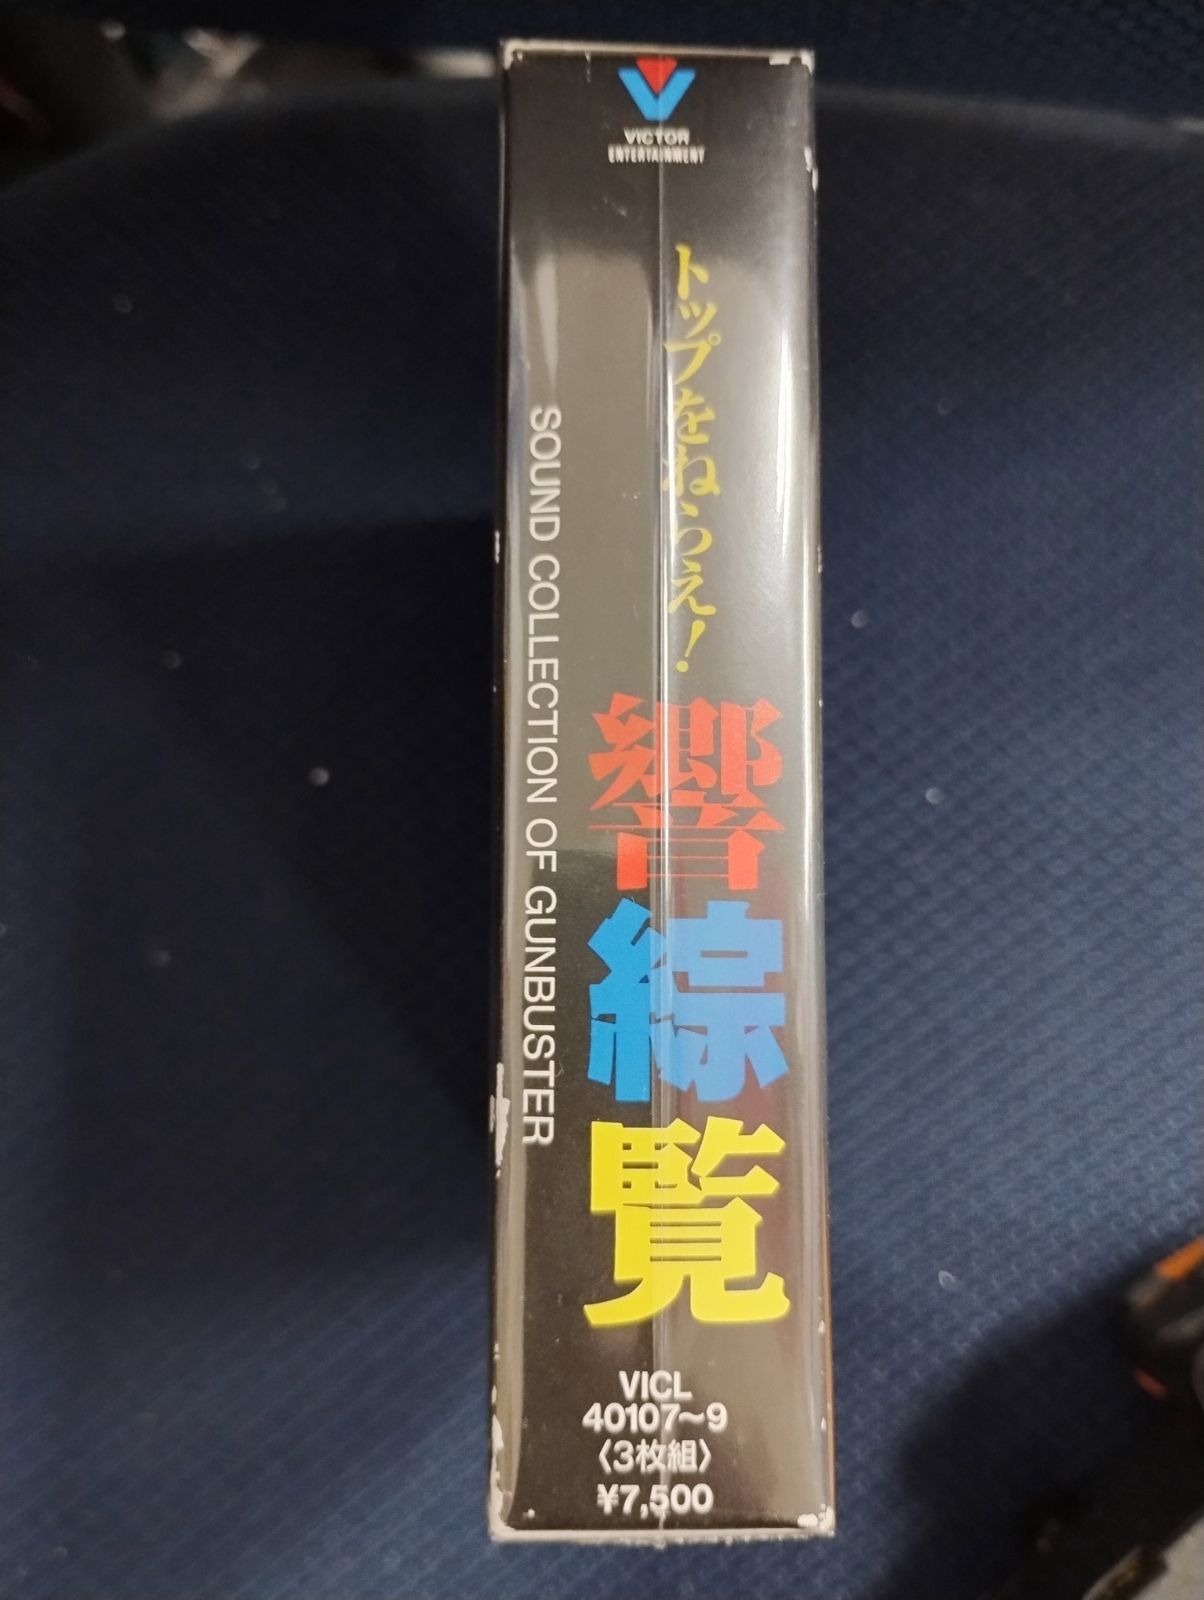 VICTOR
ENTERTAINMENT
トップをねらえ!
響綜覧
SOUND COLLECTION OF GUNBUSTER
VICL
40107~9
〈3枚組〉
¥7,500